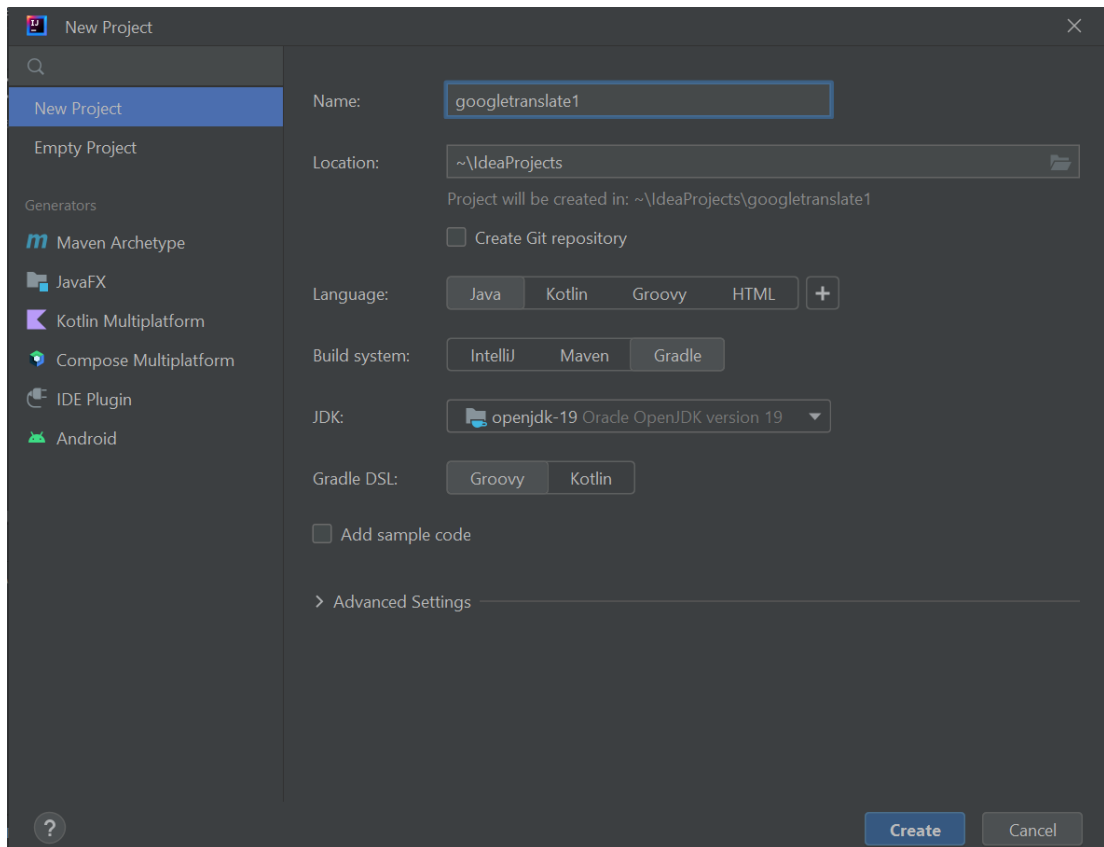 New Project
New Project
Empty Project
Generators
Maven Archetype
JavaFX
Kotlin Multiplatform
Compose Multiplatform
IDE Plugin
Android
Name: googletranslate1
Location: ~\IdeaProjects
Project will be created in: ~\IdeaProjects\googletranslate1
Create Git repository
Language: Java Kotlin Groovy HTML +
Build system: IntelliJ Maven Gradle
JDK: openjdk-19 Oracle OpenJDK version 19
Gradle DSL: Groovy Kotlin
Add sample code
Advanced Settings
? Create Cancel